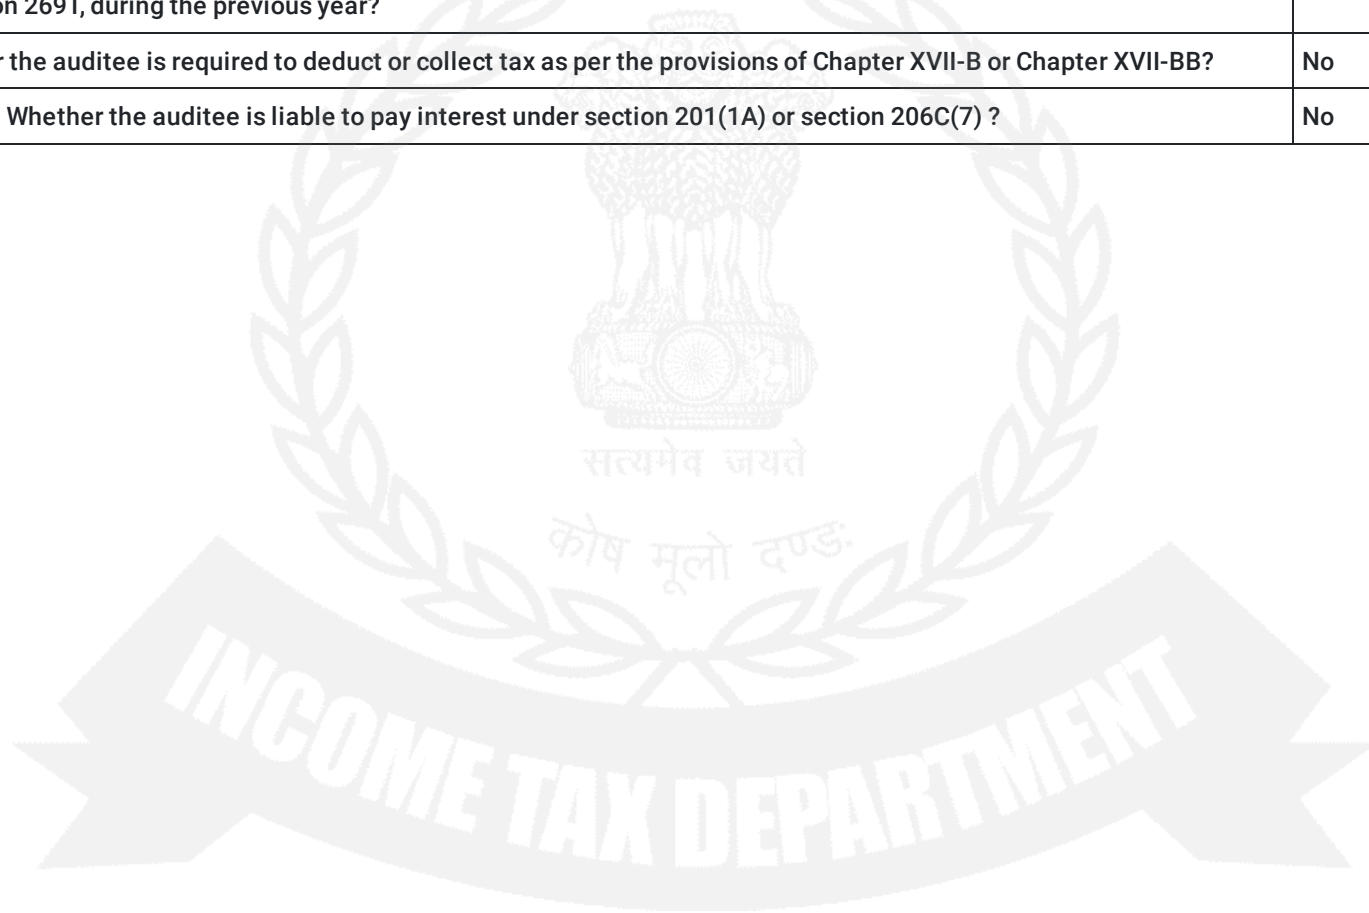 on 269T, during the previous year?
r the auditee is required to deduct or collect tax as per the provisions of Chapter XVII-B or Chapter XVII-BB? No
Whether the auditee is liable to pay interest under section 201(1A) or section 206C(7) ? No
सत्यमेव जयते
कोष मूलो दण्डः
INCOME TAX DEPARTMENT